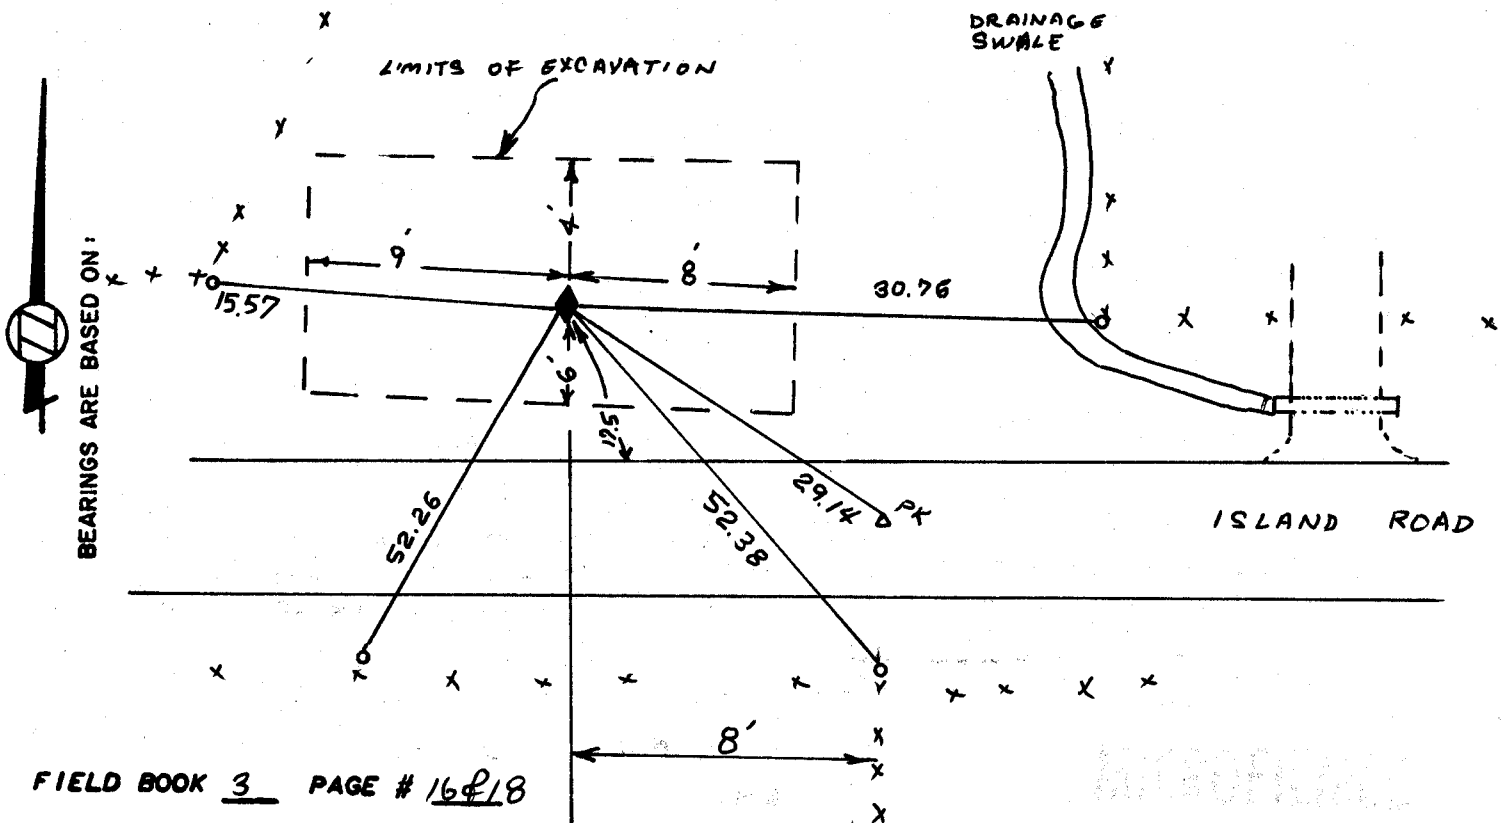 DRAINAGE
SWALE
LIMITS OF EXCAVATION
BEARINGS ARE BASED ON:
4'
9'
8'
15.57
30.76
6'
17.5
52.26
52.38
29.14
PK
ISLAND ROAD
8'
FIELD BOOK 3 PAGE # 16&18